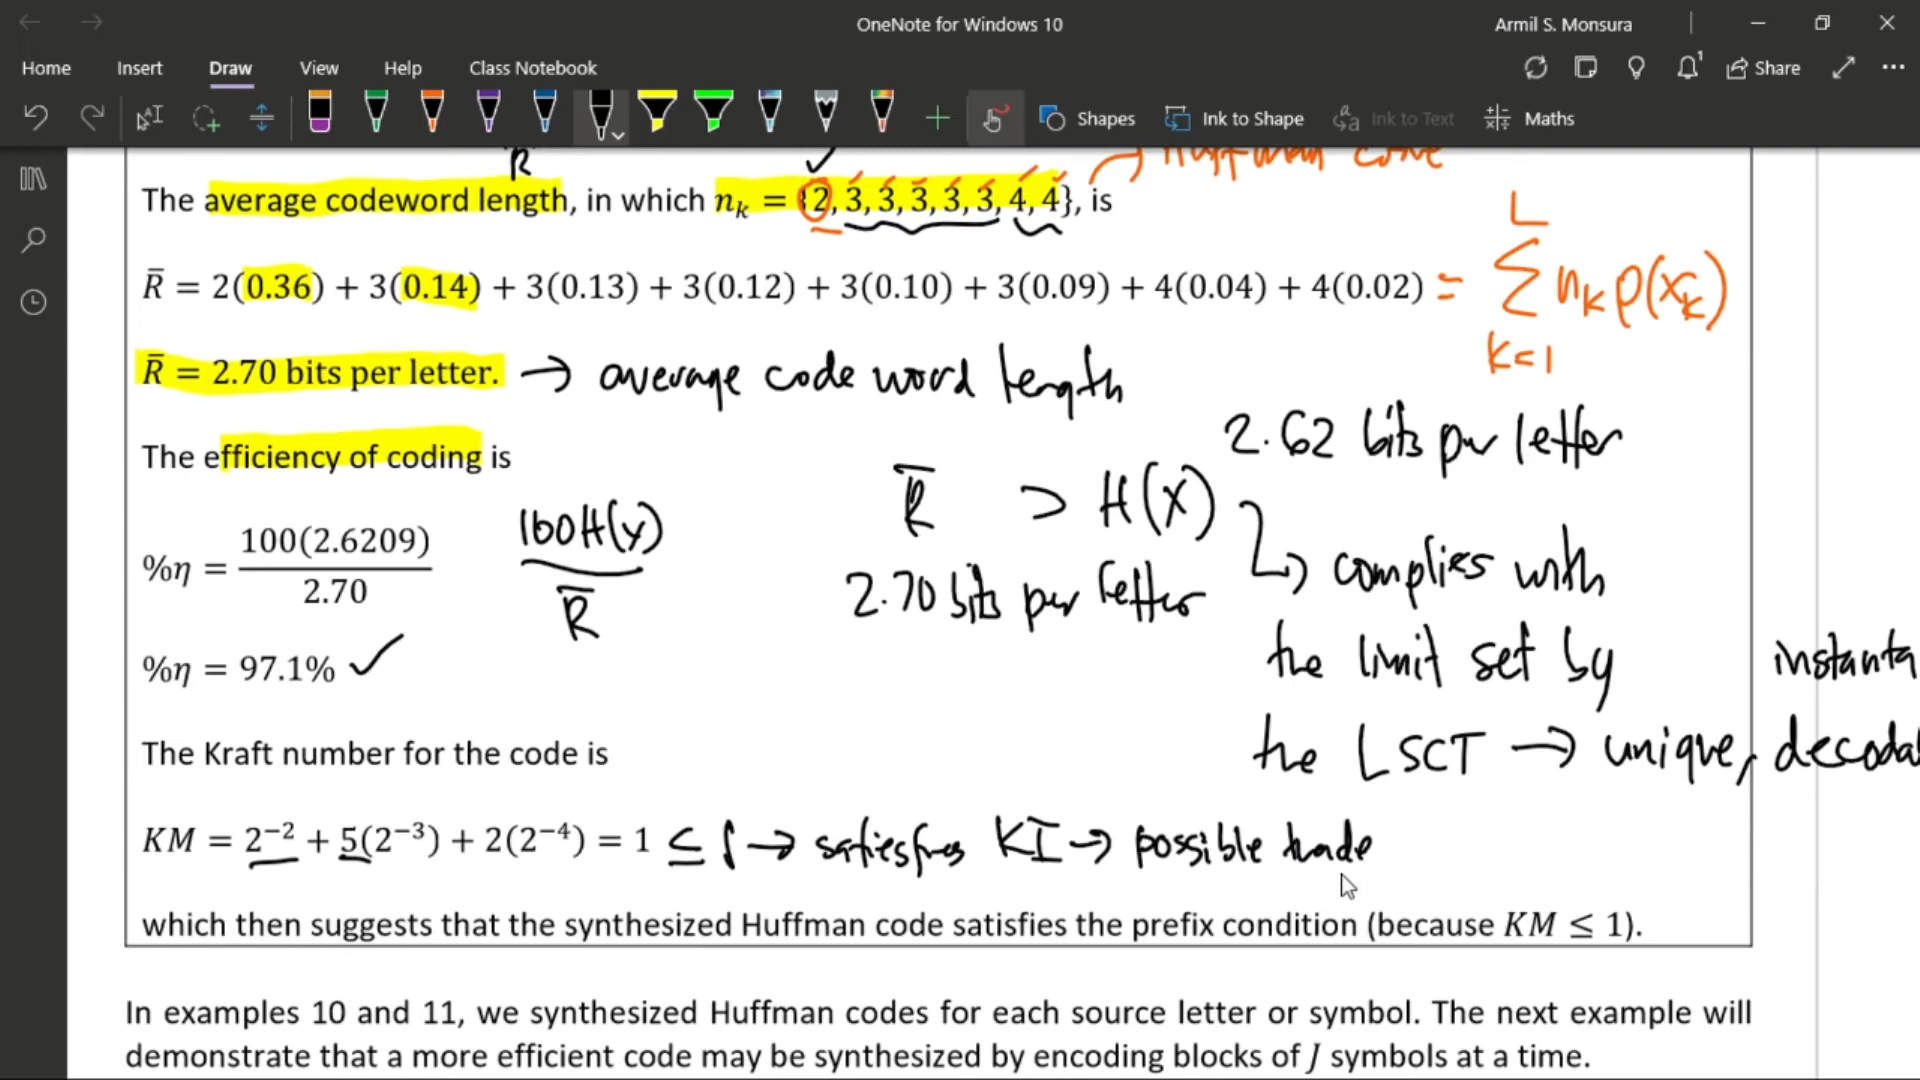 OneNote for Windows 10
Armil S. Monsura
Home Insert Draw View Help Class Notebook
Share
Shapes Ink to Shape Ink to Text Maths
R
Huffman code
The average codeword length, in which nₖ = {2, 3, 3, 3, 3, 3, 4, 4}, is
R̅ = 2(0.36) + 3(0.14) + 3(0.13) + 3(0.12) + 3(0.10) + 3(0.09) + 4(0.04) + 4(0.02) = L ∑ k=1 nₖ p(xₖ)
R̅ = 2.70 bits per letter. → average code word length
2.62 bits per letter
The efficiency of coding is
R̅ > H(X)
%η = 100(2.6209) / 2.70
100H(x) / R̅
2.70 bits per letter
complies with
the limit set by
%η = 97.1%
instanta
The Kraft number for the code is
the LSCT → unique, decodab
KM = 2⁻² + 5(2⁻³) + 2(2⁻⁴) = 1 ≤ 1 → satisfies KI → possible
which then suggests that the synthesized Huffman code satisfies the prefix condition (because KM ≤ 1).
In examples 10 and 11, we synthesized Huffman codes for each source letter or symbol. The next example will
demonstrate that a more efficient code may be synthesized by encoding blocks of J symbols at a time.